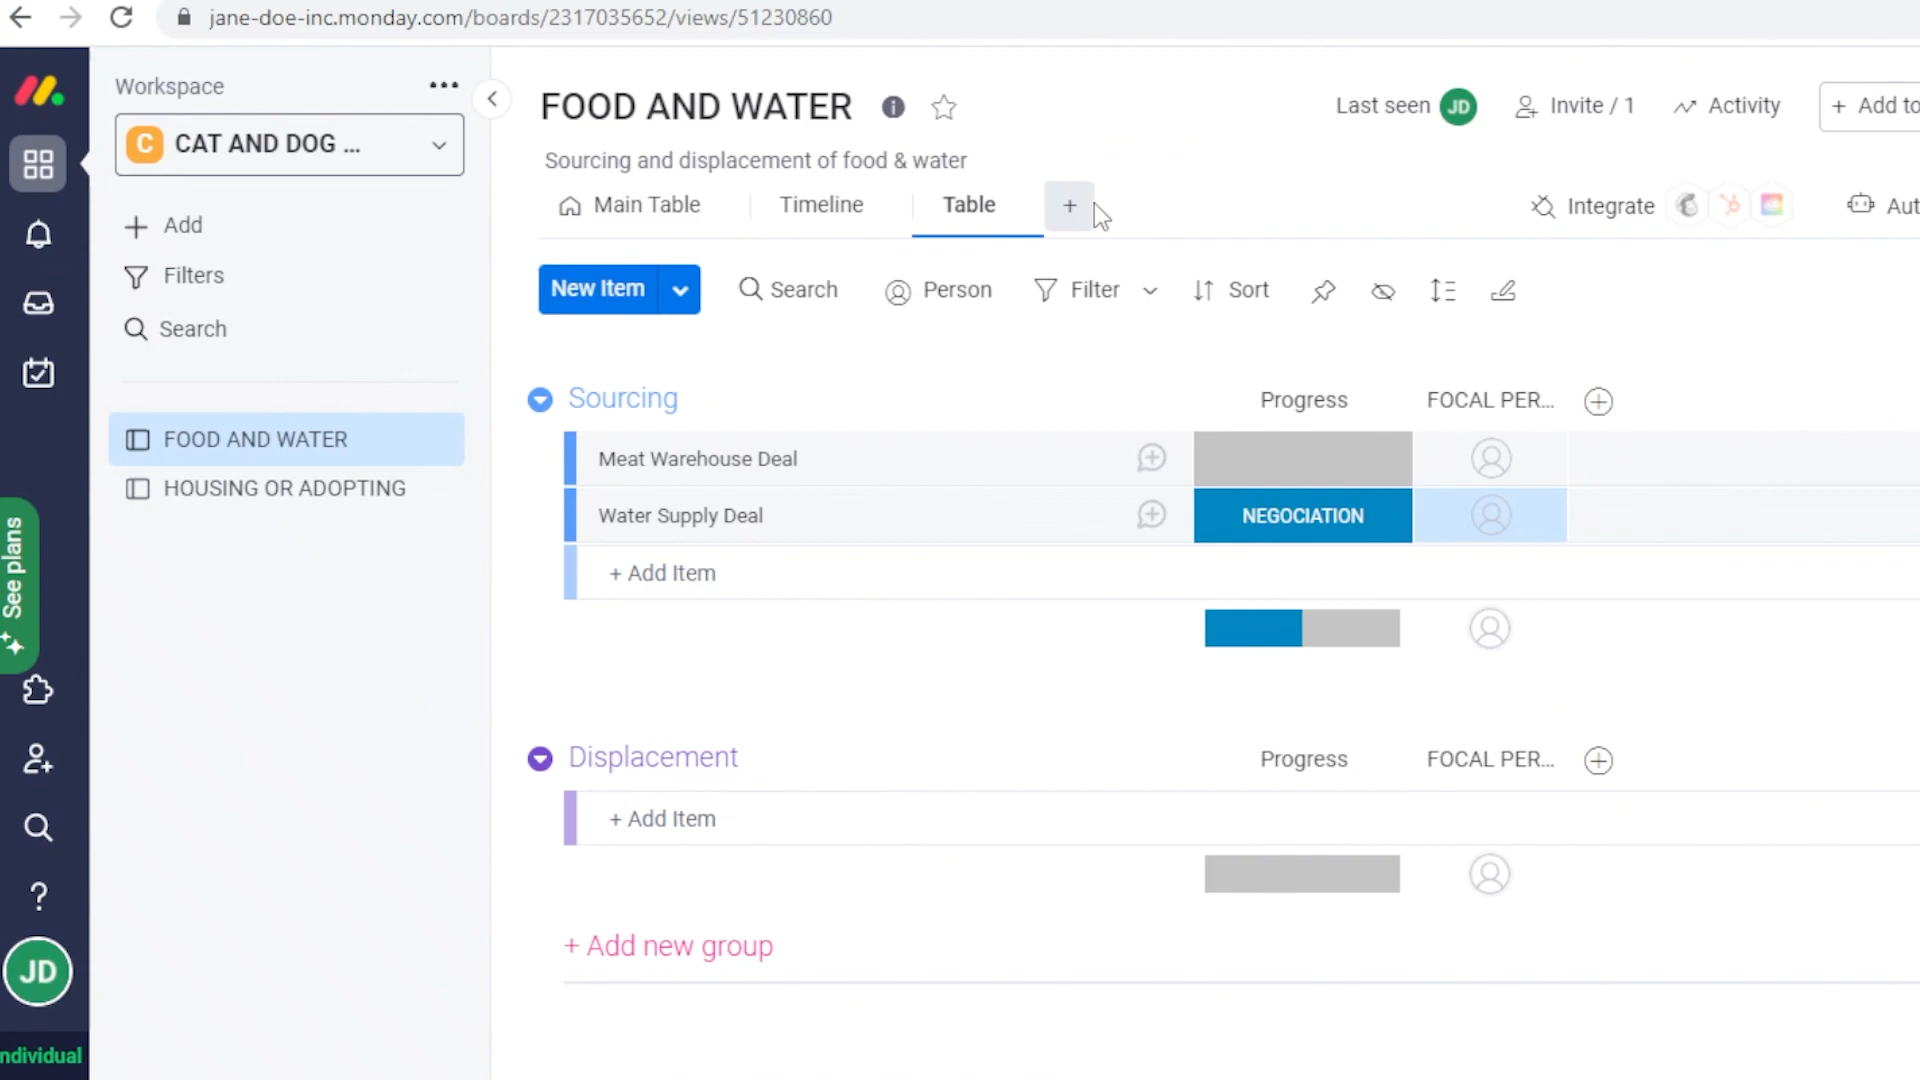 jane-doe-inc.monday.com/boards/2317035652/views/51230860
Workspace
C CAT AND DOG ...
Add
Filters
Search
FOOD AND WATER
HOUSING OR ADOPTING
See plans
?
JD
ndividual
FOOD AND WATER
Last seen JD Invite / 1 Activity + Add to
Sourcing and displacement of food & water
Main Table Timeline Table + Integrate Aut
New Item Search Person Filter Sort
Sourcing Progress FOCAL PER...
Meat Warehouse Deal
Water Supply Deal NEGOCIATION
+ Add Item
Displacement Progress FOCAL PER...
+ Add Item
+ Add new group